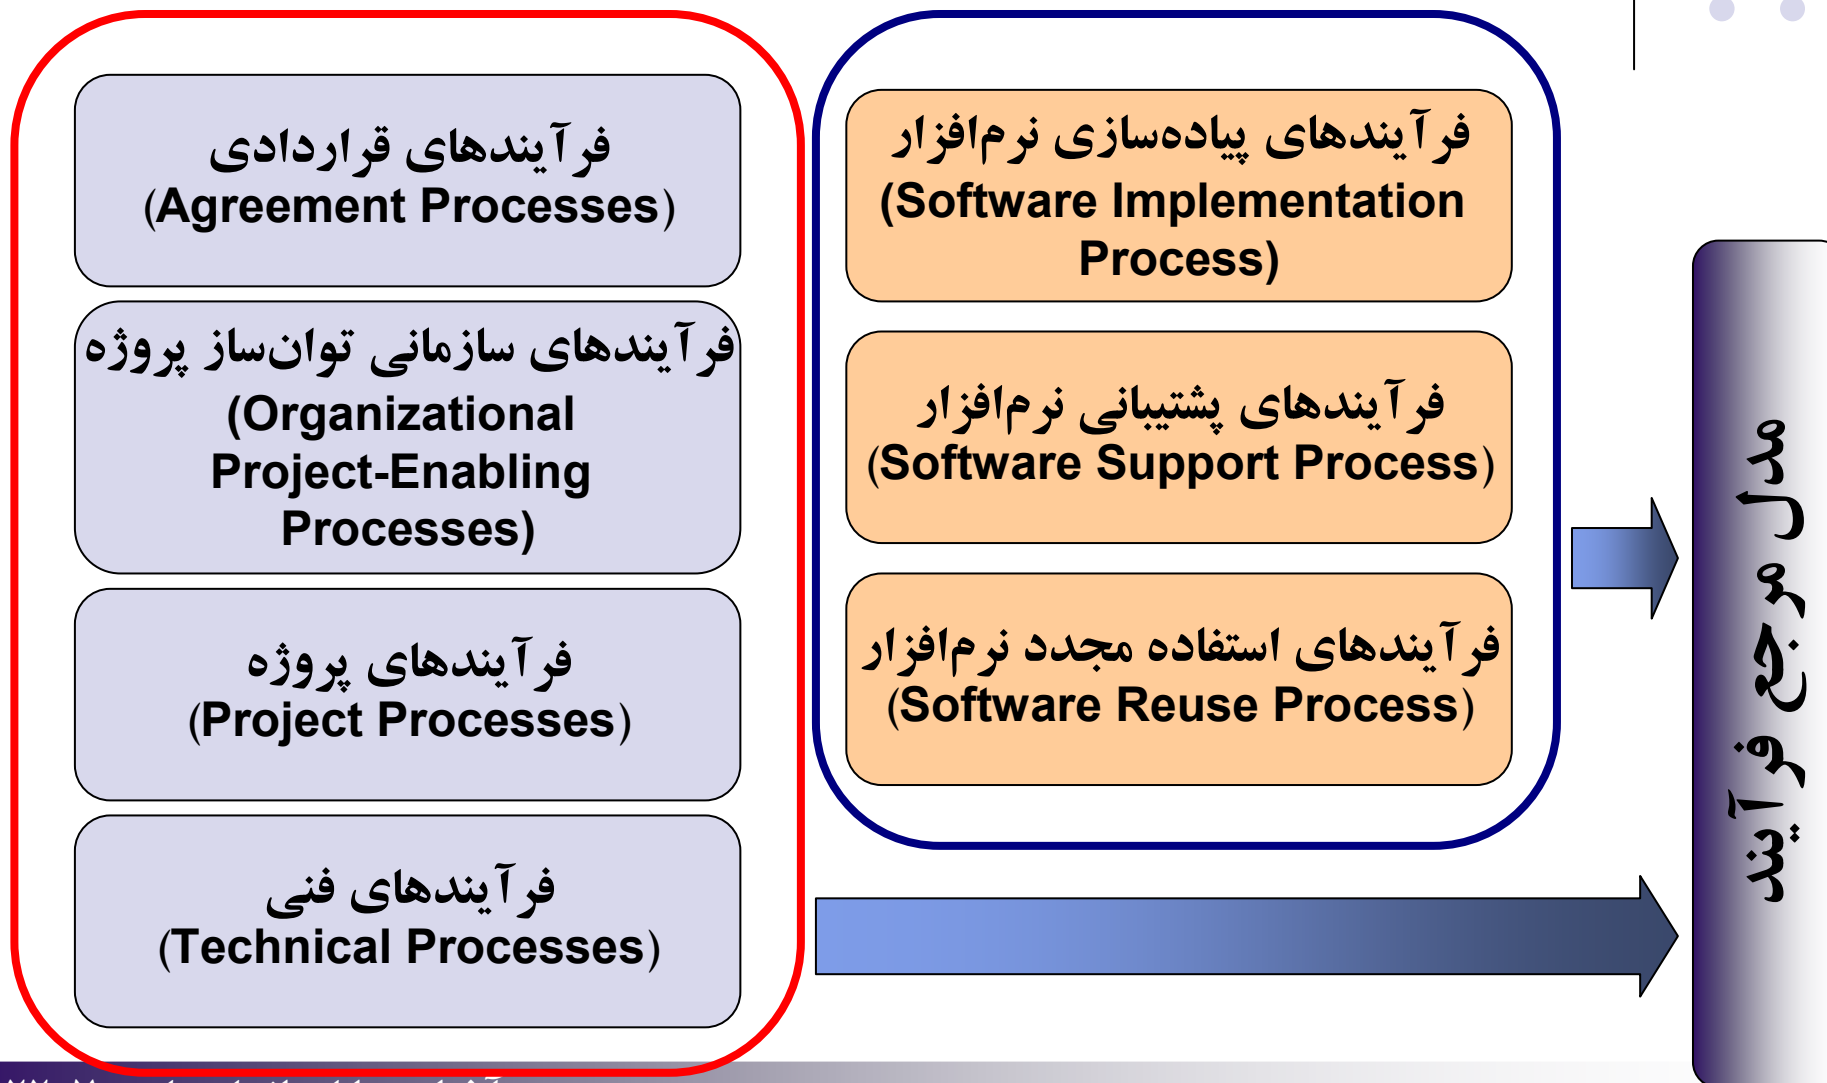 فرآیندهای قراردادی
(Agreement Processes)
فرآیندهای سازمانی توان‌ساز پروژه
(Organizational
Project-Enabling
Processes)
فرآیندهای پروژه
(Project Processes)
فرآیندهای فنی
(Technical Processes)
فرآیندهای پیاده‌سازی نرم‌افزار
(Software Implementation
Process)
فرآیندهای پشتیبانی نرم‌افزار
(Software Support Process)
فرآیندهای استفاده مجدد نرم‌افزار
(Software Reuse Process)
مدل مرجع فرآیند